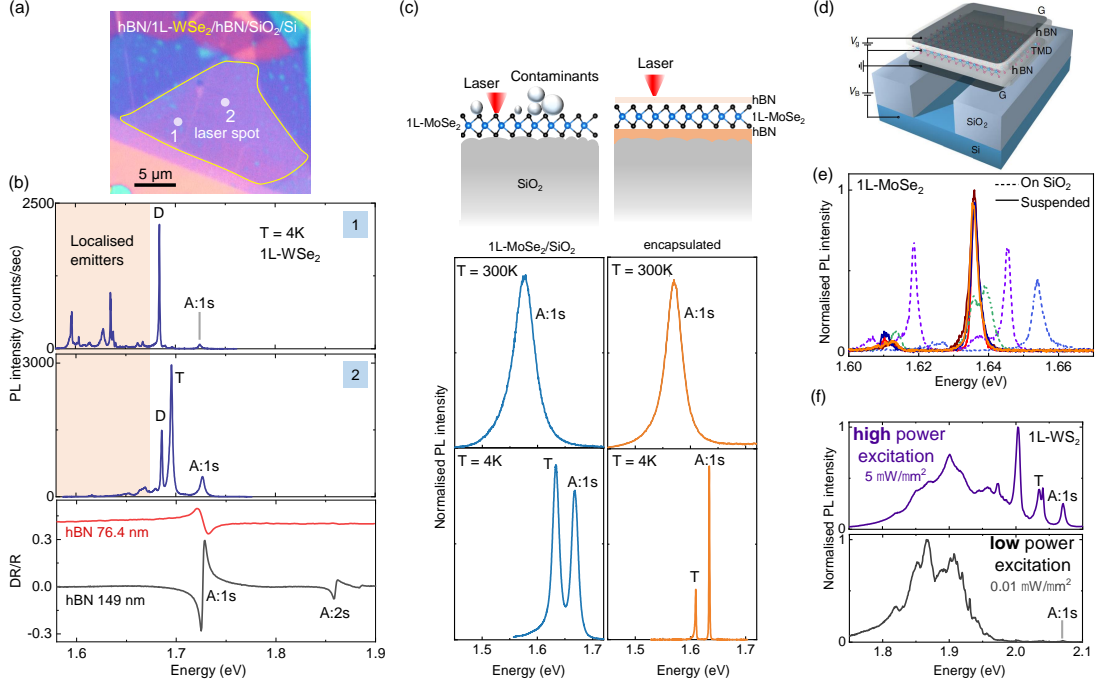 (a)
hBN/1L-WSe2/hBN/SiO2/Si
1
2
laser spot
5 µm
(b)
2500
0
D
T = 4K
1L-WSe2
1
Localised
emitters
A:1s
PL intensity (counts/sec)
3000
0
D
T
A:1s
2
hBN 76.4 nm
0.3
0.0
-0.3
DR/R
hBN 149 nm
A:1s
A:2s
1.6 1.7 1.8 1.9
Energy (eV)
(c)
Laser
Contaminants
Laser
1L-MoSe2
hBN
1L-MoSe2
hBN
SiO2
1L-MoSe2/SiO2
encapsulated
T = 300K
A:1s
T = 300K
A:1s
Normalised PL intensity
T = 4K
T
A:1s
T = 4K
A:1s
T
1.5 1.6 1.7
1.5 1.6 1.7
Energy (eV)
Energy (eV)
(d)
G
hBN
TMD
hBN
G
Vg
VB
SiO2
Si
(e)
1L-MoSe2
On SiO2
Suspended
1
0
Normalised PL intensity
1.60 1.62 1.64 1.66
Energy (eV)
(f)
high power
excitation
5 mW/mm2
1L-WS2
T
A:1s
1
0
Normalised PL intensity
low power
excitation
0.01 mW/mm2
A:1s
1
0
1.8 1.9 2.0 2.1
Energy (eV)